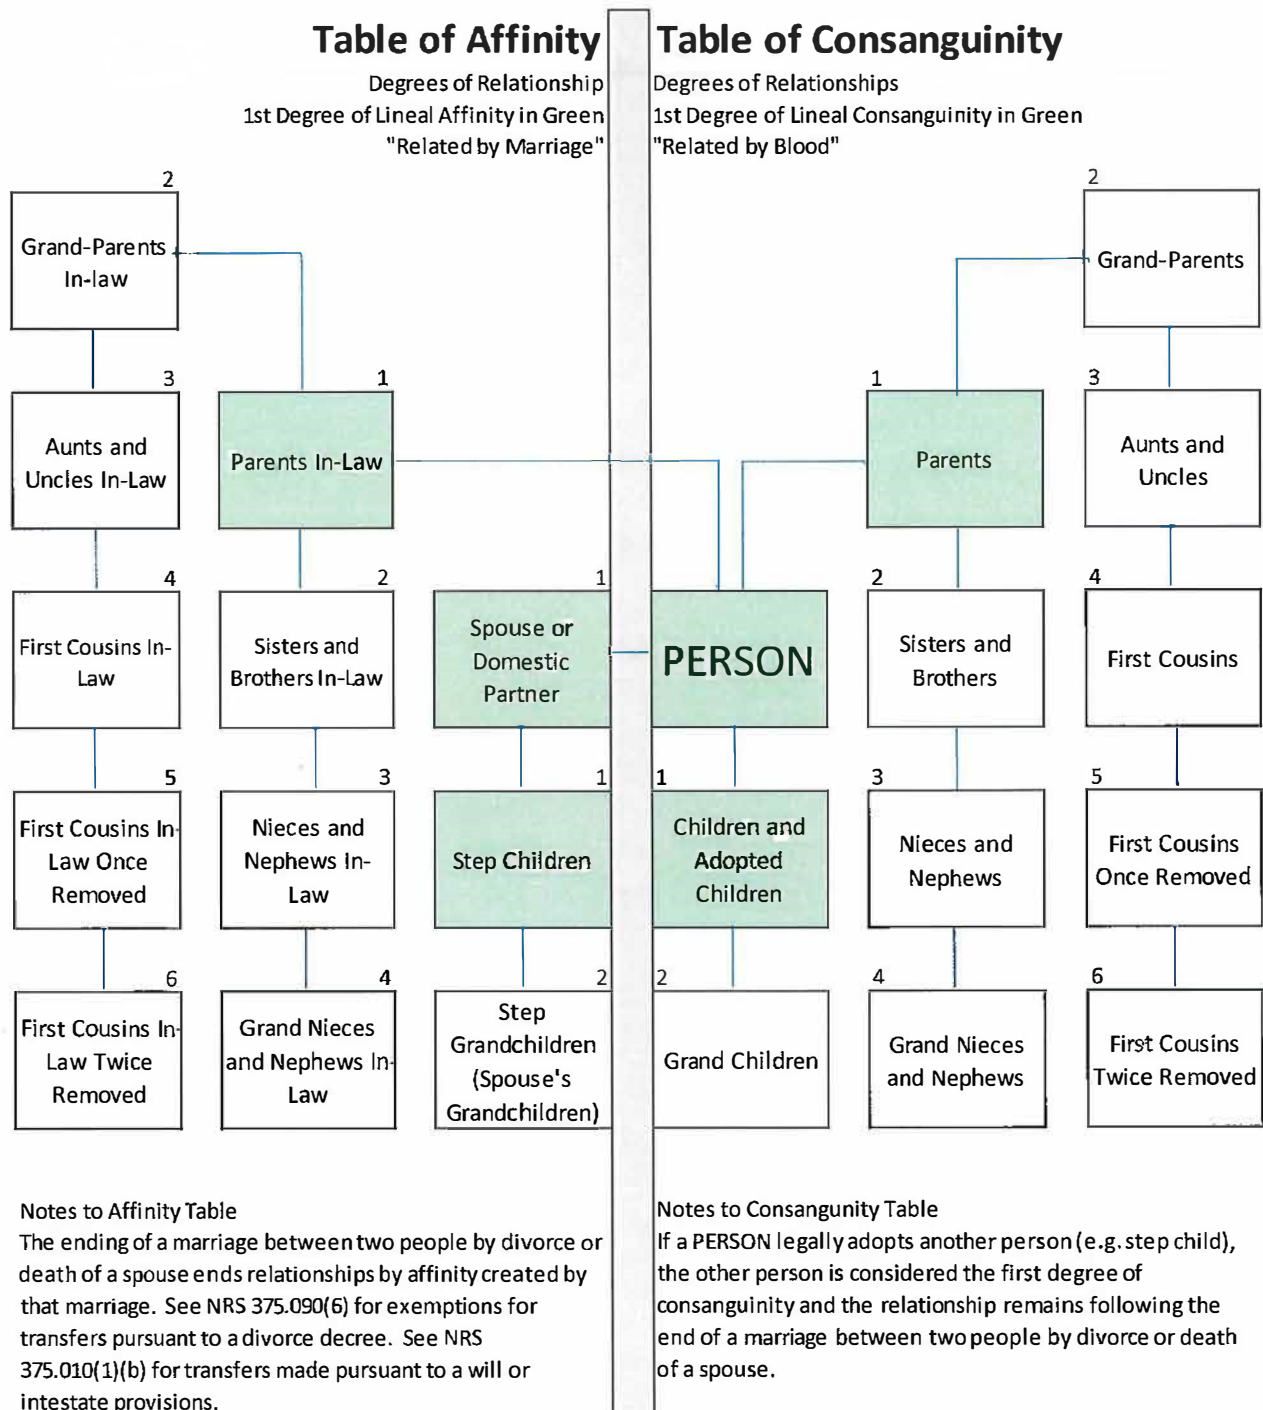 Table of Affinity
Degrees of Relationship
1st Degree of Lineal Affinity in Green
"Related by Marriage"
Table of Consanguinity
Degrees of Relationships
1st Degree of Lineal Consanguinity in Green
"Related by Blood"
2
Grand-Parents
In-law
2
Grand-Parents
3
Aunts and
Uncles In-Law
1
Parents In-Law
1
Parents
3
Aunts and
Uncles
4
First Cousins In-
Law
2
Sisters and
Brothers In-Law
1
Spouse or
Domestic
Partner
PERSON
2
Sisters and
Brothers
4
First Cousins
5
First Cousins In-
Law Once
Removed
3
Nieces and
Nephews In-
Law
1
Step Children
1
Children and
Adopted
Children
3
Nieces and
Nephews
5
First Cousins
Once Removed
6
First Cousins In-
Law Twice
Removed
4
Grand Nieces
and Nephews In-
Law
2
Step
Grandchildren
(Spouse's
Grandchildren)
2
Grand Children
4
Grand Nieces
and Nephews
6
First Cousins
Twice Removed
Notes to Affinity Table
The ending of a marriage between two people by divorce or
death of a spouse ends relationships by affinity created by
that marriage. See NRS 375.090(6) for exemptions for
transfers pursuant to a divorce decree. See NRS
375.010(1)(b) for transfers made pursuant to a will or
intestate provisions.
Notes to Consangunity Table
If a PERSON legally adopts another person (e.g. step child),
the other person is considered the first degree of
consanguinity and the relationship remains following the
end of a marriage between two people by divorce or death
of a spouse.